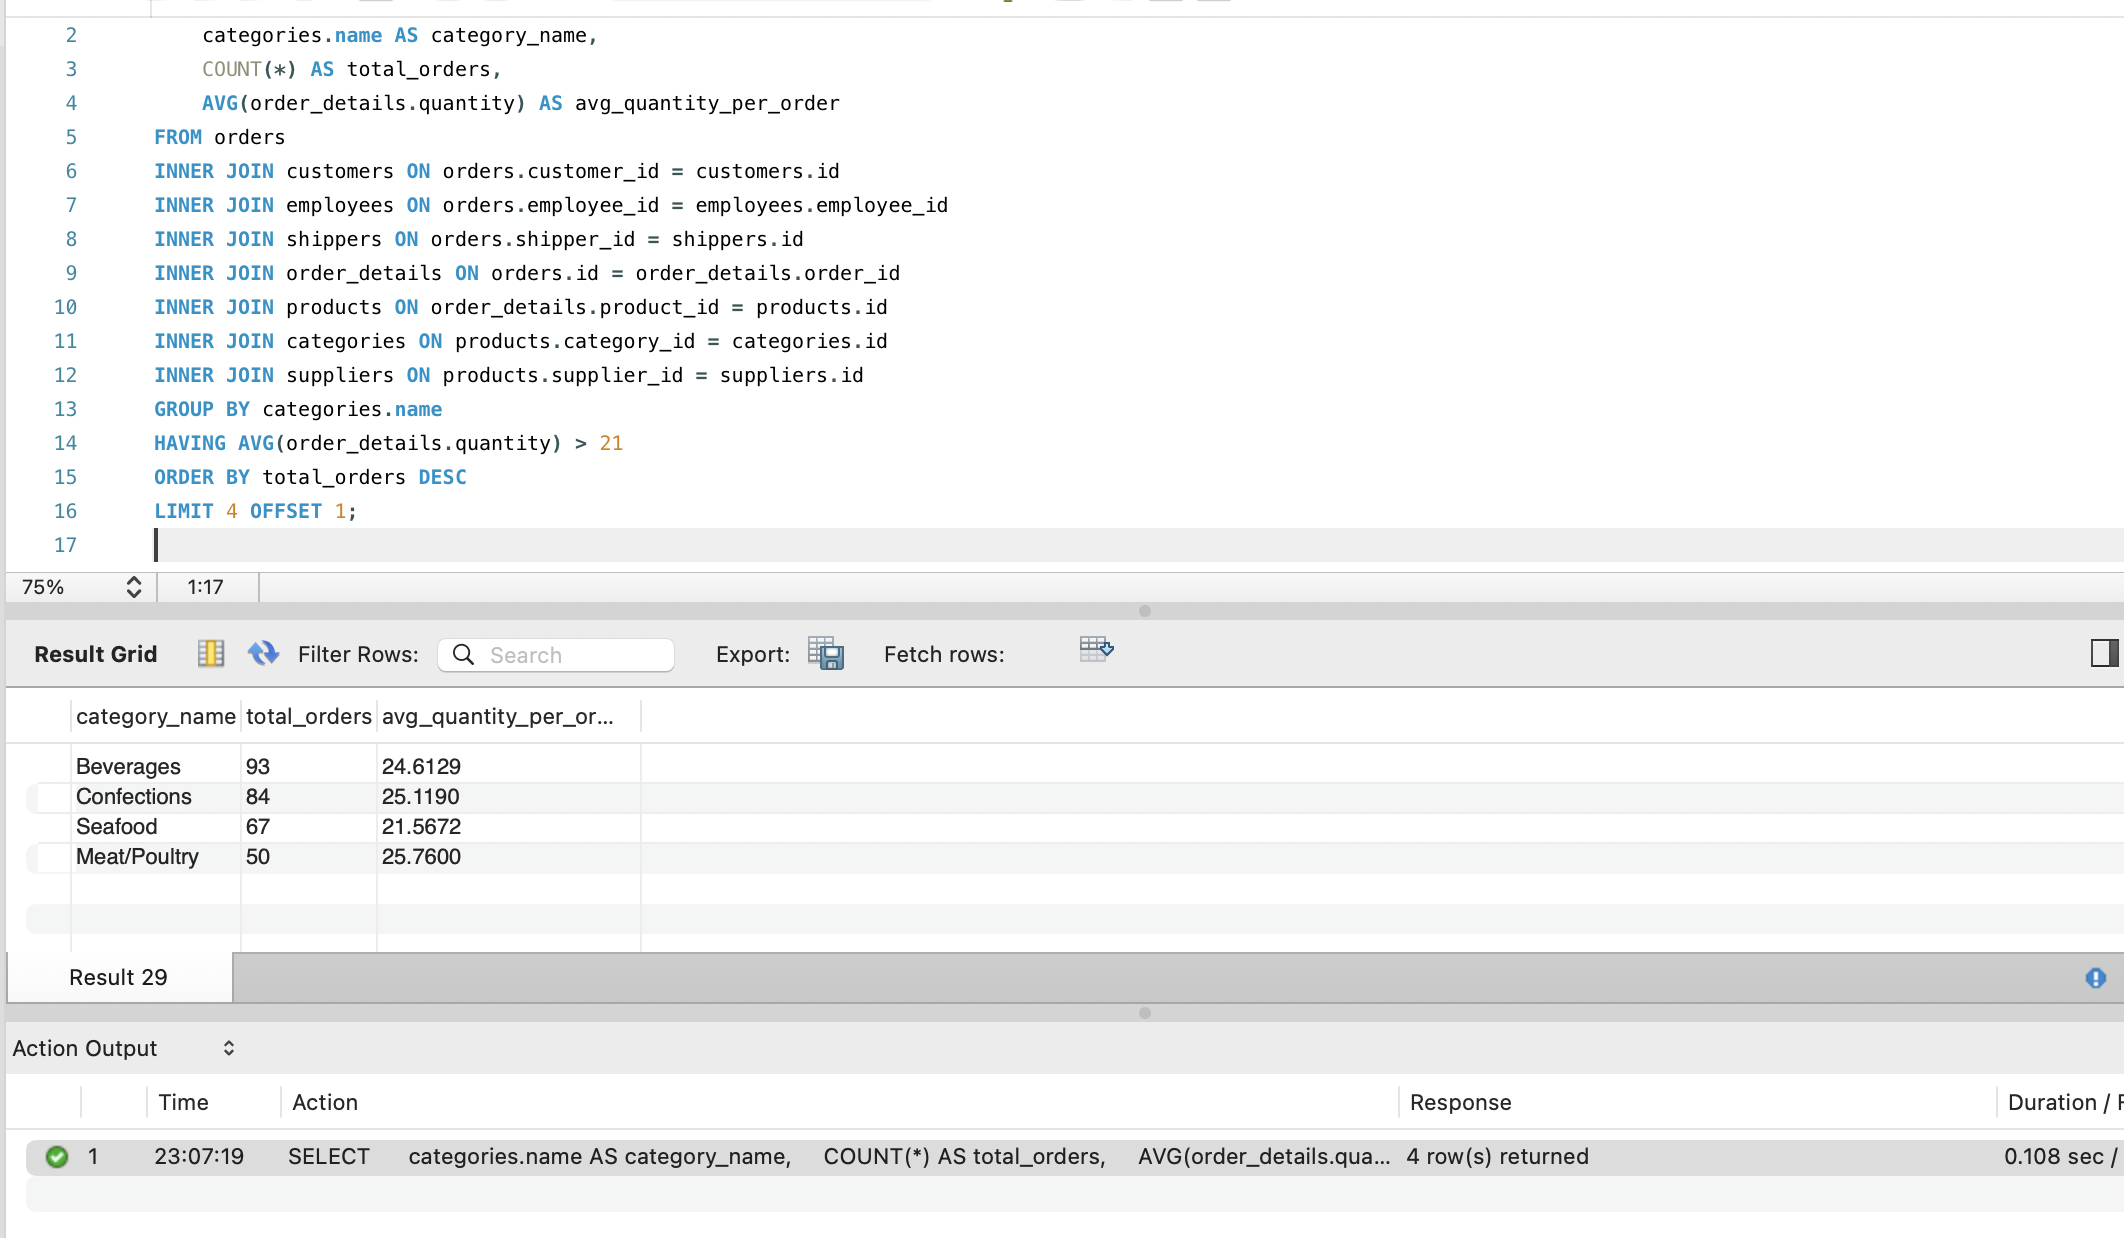 2 categories.name AS category_name,
3 COUNT(*) AS total_orders,
4 AVG(order_details.quantity) AS avg_quantity_per_order
5 FROM orders
6 INNER JOIN customers ON orders.customer_id = customers.id
7 INNER JOIN employees ON orders.employee_id = employees.employee_id
8 INNER JOIN shippers ON orders.shipper_id = shippers.id
9 INNER JOIN order_details ON orders.id = order_details.order_id
10 INNER JOIN products ON order_details.product_id = products.id
11 INNER JOIN categories ON products.category_id = categories.id
12 INNER JOIN suppliers ON products.supplier_id = suppliers.id
13 GROUP BY categories.name
14 HAVING AVG(order_details.quantity) > 21
15 ORDER BY total_orders DESC
16 LIMIT 4 OFFSET 1;
17
75% 1:17
Result Grid Filter Rows: Search Export: Fetch rows:
category_name total_orders avg_quantity_per_or...
Beverages 93 24.6129
Confections 84 25.1190
Seafood 67 21.5672
Meat/Poultry 50 25.7600
Result 29
Action Output
Time Action Response Duration /
1 23:07:19 SELECT categories.name AS category_name, COUNT(*) AS total_orders, AVG(order_details.qua... 4 row(s) returned 0.108 sec /